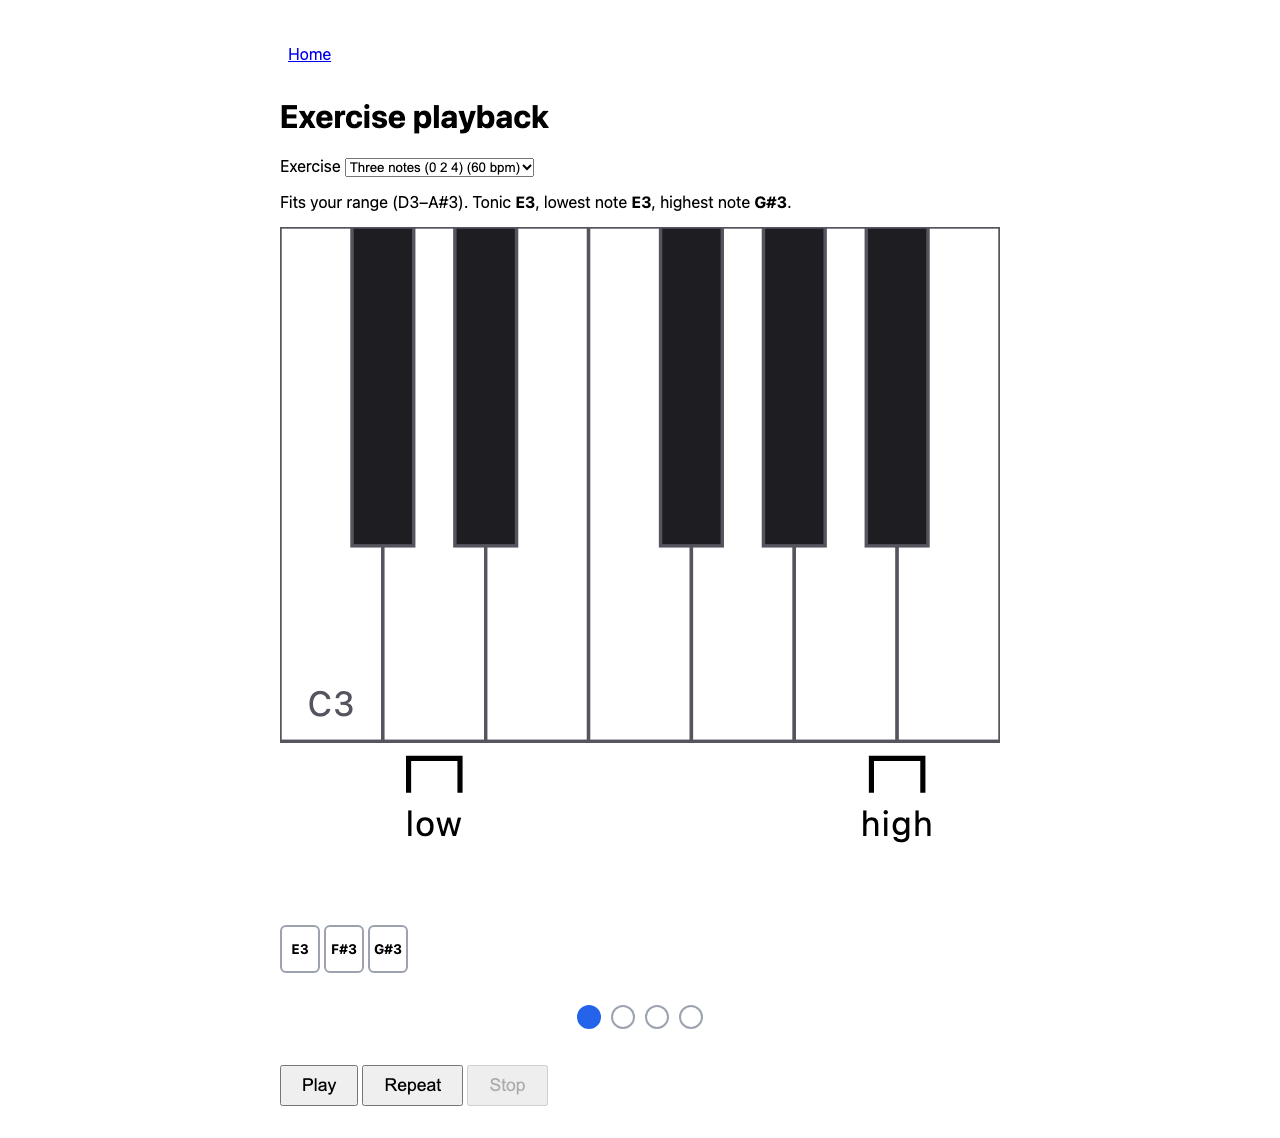 Home
Exercise playback
Exercise Three notes (0 2 4) (60 bpm)
Fits your range (D3–A#3). Tonic E3, lowest note E3, highest note G#3.
C3
low high
E3 F#3 G#3
Play Repeat Stop